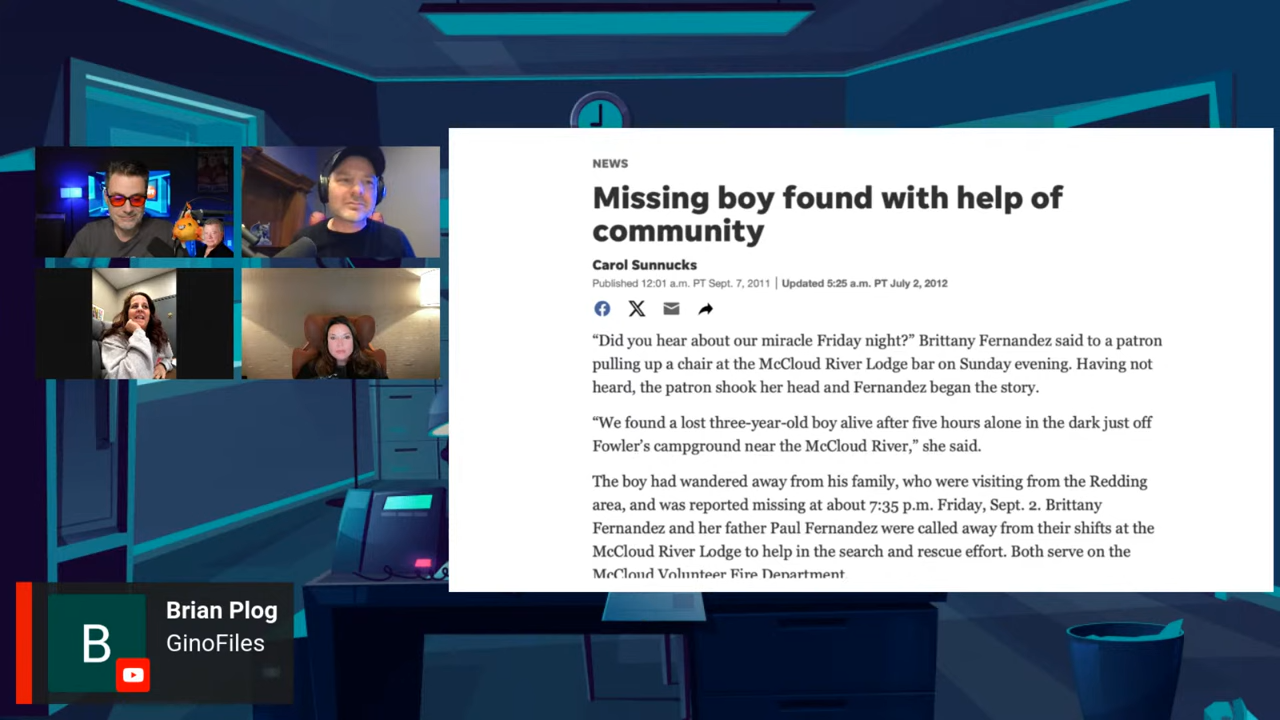 NEWS
Missing boy found with help of
community
Carol Sunnucks
Published 12:01 a.m. PT Sept. 7, 2011 | Updated 5:25 a.m. PT July 2, 2012
“Did you hear about our miracle Friday night?” Brittany Fernandez said to a patron
pulling up a chair at the McCloud River Lodge bar on Sunday evening. Having not
heard, the patron shook her head and Fernandez began the story.
“We found a lost three-year-old boy alive after five hours alone in the dark just off
Fowler’s campground near the McCloud River,” she said.
The boy had wandered away from his family, who were visiting from the Redding
area, and was reported missing at about 7:35 p.m. Friday, Sept. 2. Brittany
Fernandez and her father Paul Fernandez were called away from their shifts at the
McCloud River Lodge to help in the search and rescue effort. Both serve on the
McCloud Volunteer Fire Department
B
Brian Plog
GinoFiles